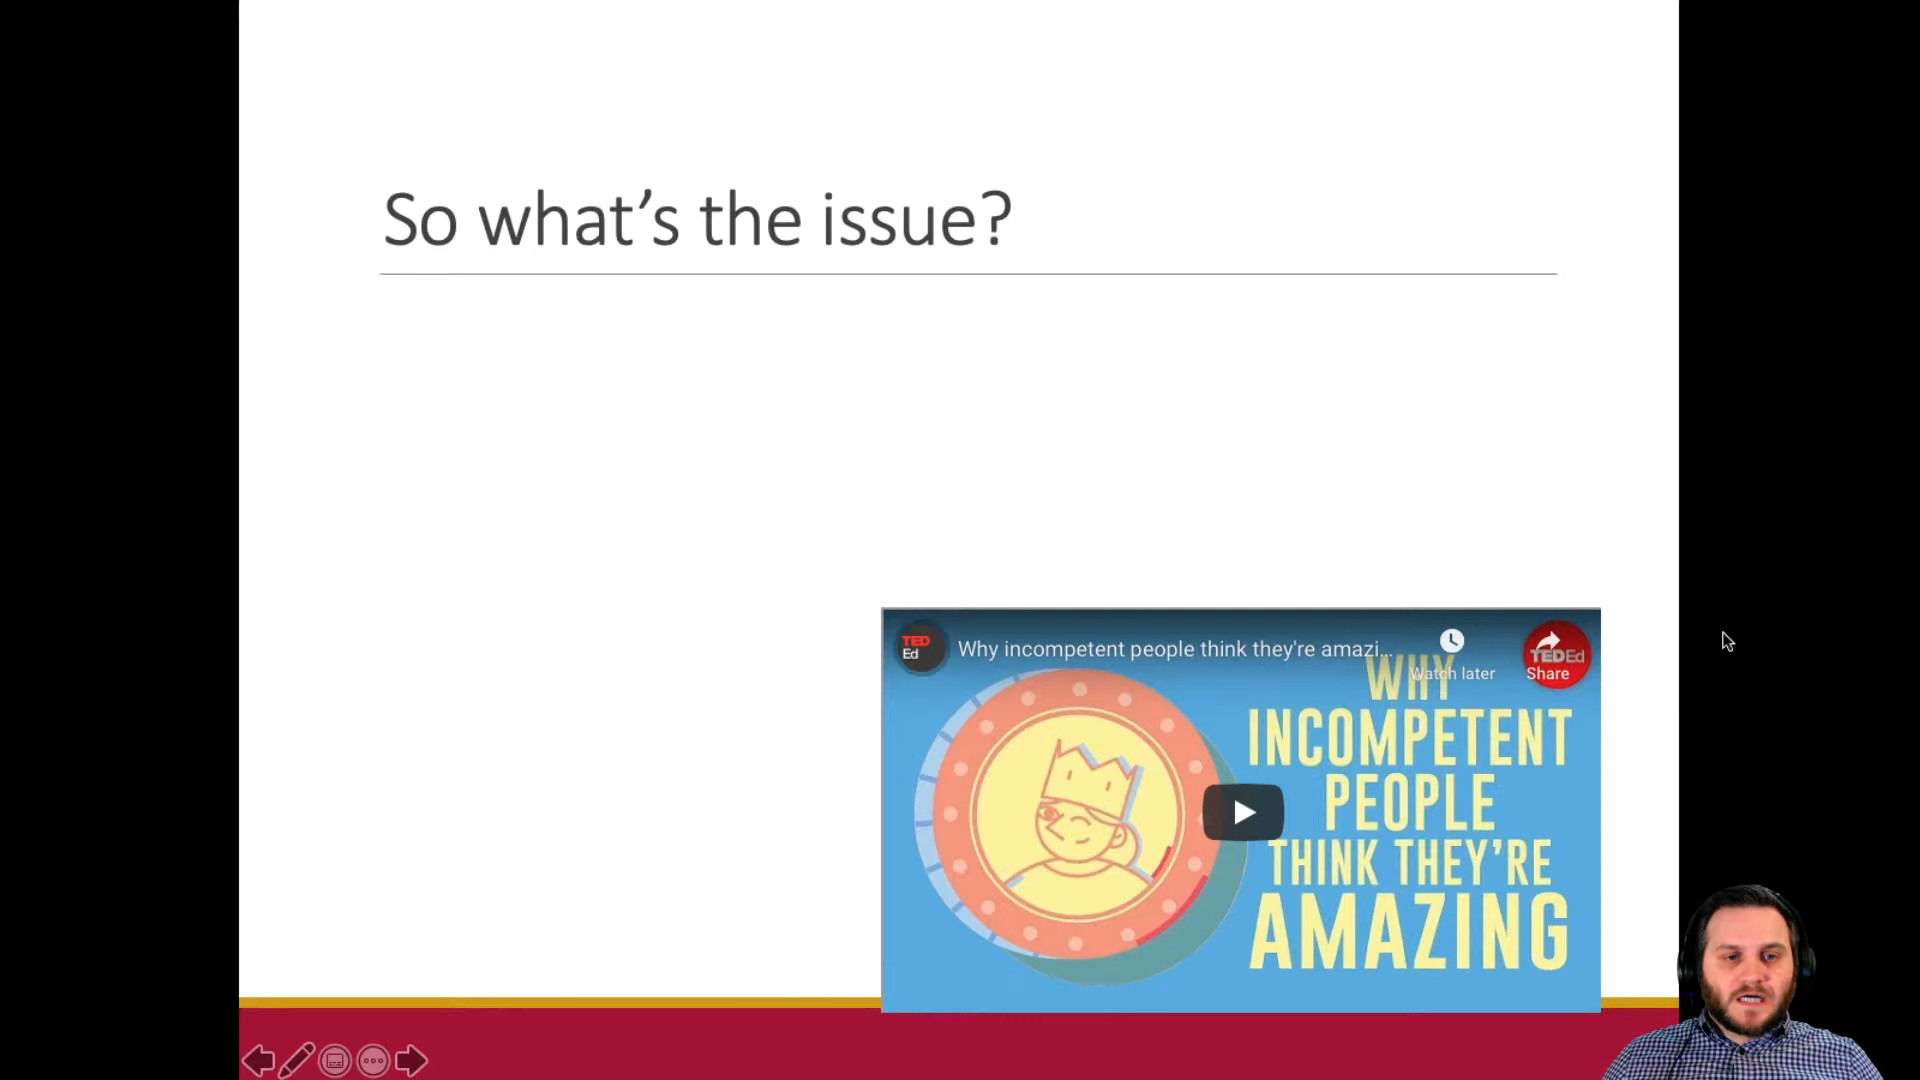 So what's the issue?
TED
Ed
Why incompetent people think they're amazi...
Watch later
TEDEd
Share
WHY
INCOMPETENT
PEOPLE
THINK THEY'RE
AMAZING